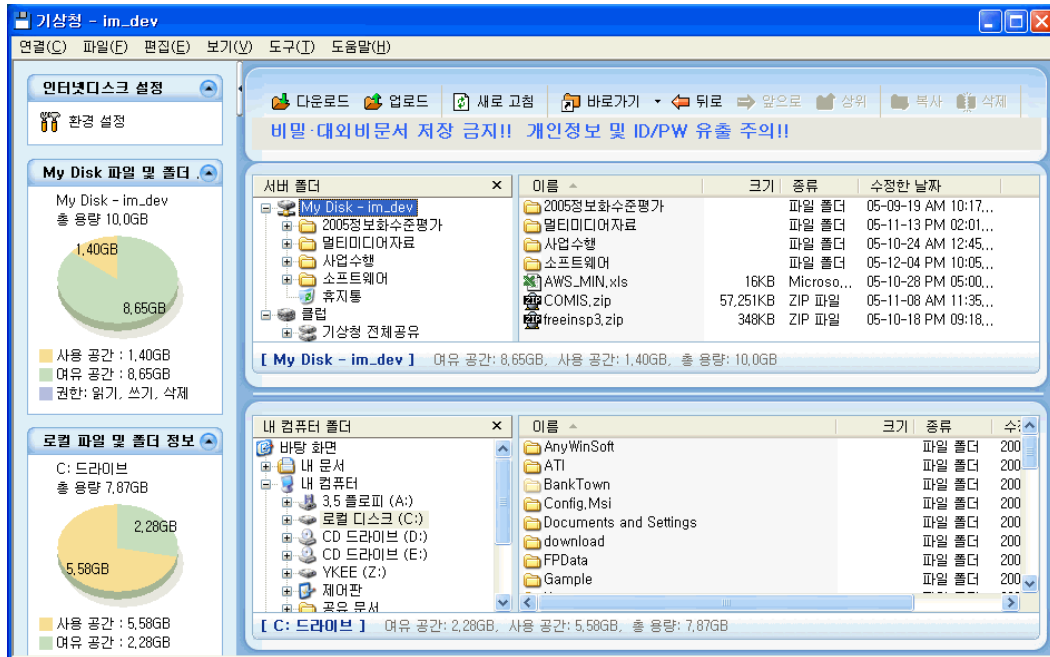 기상청 - im_dev
연결(C) 파일(F) 편집(E) 보기(V) 도구(T) 도움말(H)
인터넷디스크 설정
환경 설정
My Disk 파일 및 폴더 .
My Disk - im_dev
총 용량 10,0GB
1,40GB
8,65GB
사용 공간 : 1,40GB
여유 공간 : 8,65GB
권한: 읽기, 쓰기, 삭제
로컬 파일 및 폴더 정보
C: 드라이브
총 용량 7,87GB
2,28GB
5,58GB
사용 공간 : 5,58GB
여유 공간 : 2,28GB
다운로드 업로드 새로 고침 바로가기 뒤로 앞으로 상위 복사 삭제
비밀·대외비문서 저장 금지!! 개인정보 및 ID/PW 유출 주의!!
서버 폴더
My Disk - im_dev
2005정보화수준평가
멀티미디어자료
사업수행
소프트웨어
휴지통
클럽
기상청 전체공유
이름 크기 종류 수정한 날짜
2005정보화수준평가 파일 폴더 05-09-19 AM 10:17,,,
멀티미디어자료 파일 폴더 05-11-13 PM 02:01,,,
사업수행 파일 폴더 05-10-24 AM 12:45,,,
소프트웨어 파일 폴더 05-12-04 PM 10:05,,,
AWS_MIN,xls 16KB Microso,,, 05-10-28 PM 05:00,,,
COMIS,zip 57,251KB ZIP 파일 05-11-08 AM 11:35,,,
freeinsp3,zip 348KB ZIP 파일 05-10-18 PM 09:18,,,
[ My Disk - im_dev ] 여유 공간: 8,65GB, 사용 공간: 1,40GB, 총 용량: 10,0GB
내 컴퓨터 폴더
바탕 화면
내 문서
내 컴퓨터
3,5 플로피 (A:)
로컬 디스크 (C:)
CD 드라이브 (D:)
CD 드라이브 (E:)
YKEE (Z:)
제어판
공유 문서
이름 크기 종류
AnyWinSoft 파일 폴더 200
ATI 파일 폴더 200
BankTown 파일 폴더 200
Config,Msi 파일 폴더 200
Documents and Settings 파일 폴더 200
download 파일 폴더 200
FPData 파일 폴더 200
Gample 파일 폴더 200
[ C: 드라이브 ] 여유 공간: 2,28GB, 사용 공간: 5,58GB, 총 용량: 7,87GB